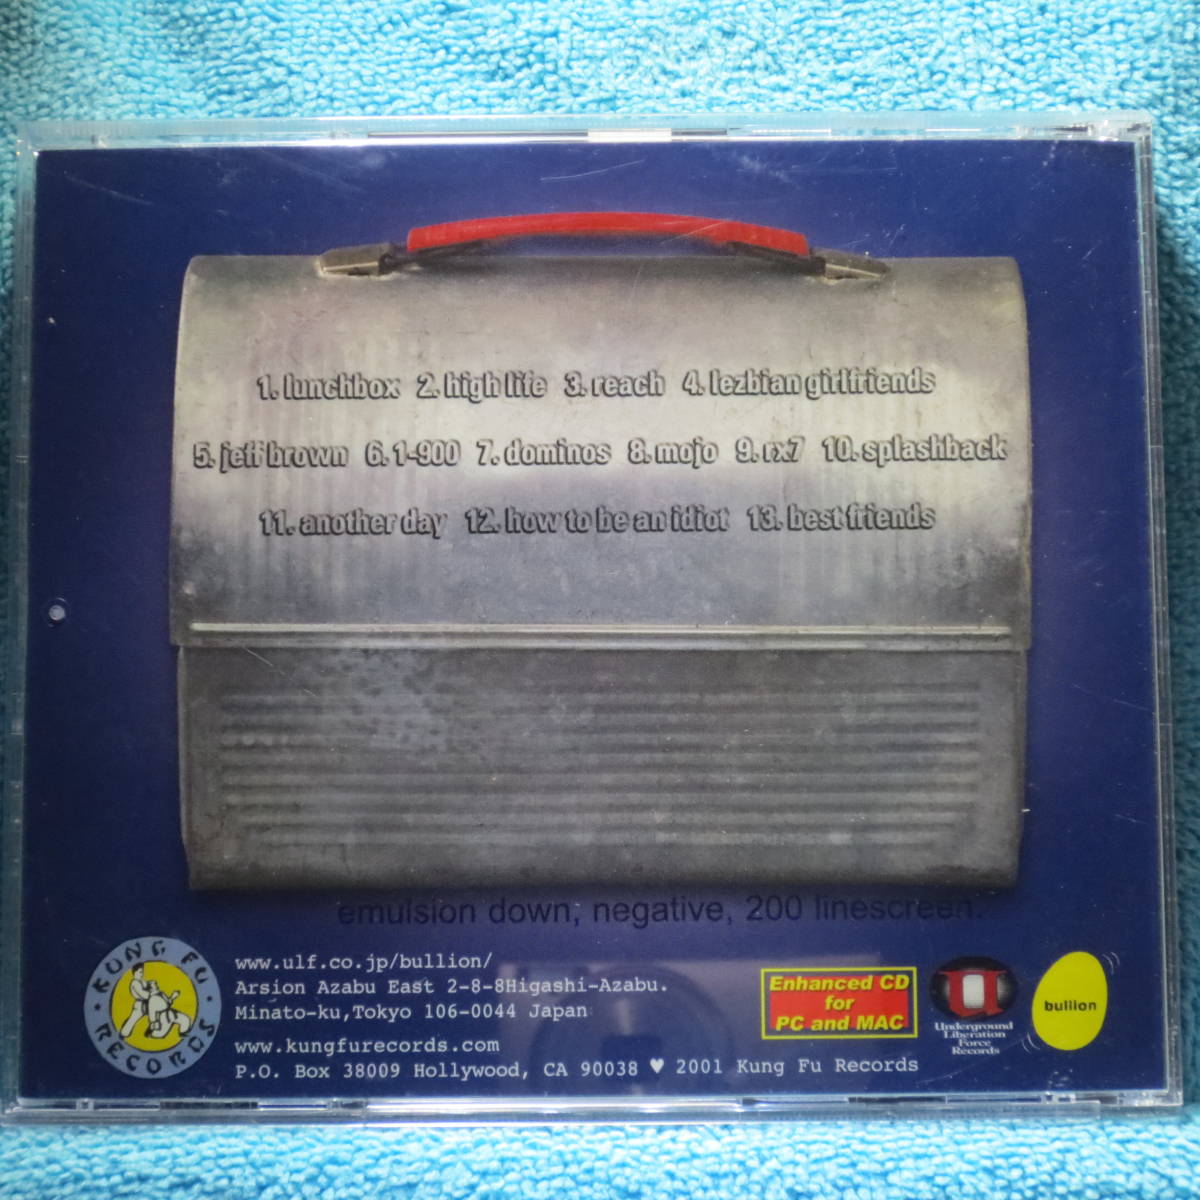 1. lunchbox 2. high life 3. reach 4. lezbian girlfriends
5. jeff brown 6. 1-900 7. dominos 8. mojo 9. rx7 10. splashback
11. another day 12. how to be an idiot 13. best friends
emulsion down, negative, 200 linescreen.
KUNG FU
RECORDS
www.ulf.co.jp/bullion/
Arsion Azabu East 2-8-8Higashi-Azabu.
Minato-ku,Tokyo 106-0044 Japan
www.kungfurecords.com
P.O. Box 38009 Hollywood, CA 90038 ♥ 2001 Kung Fu Records
Enhanced CD
for
PC and MAC
Underground
Liberation
Force
Records
bullion